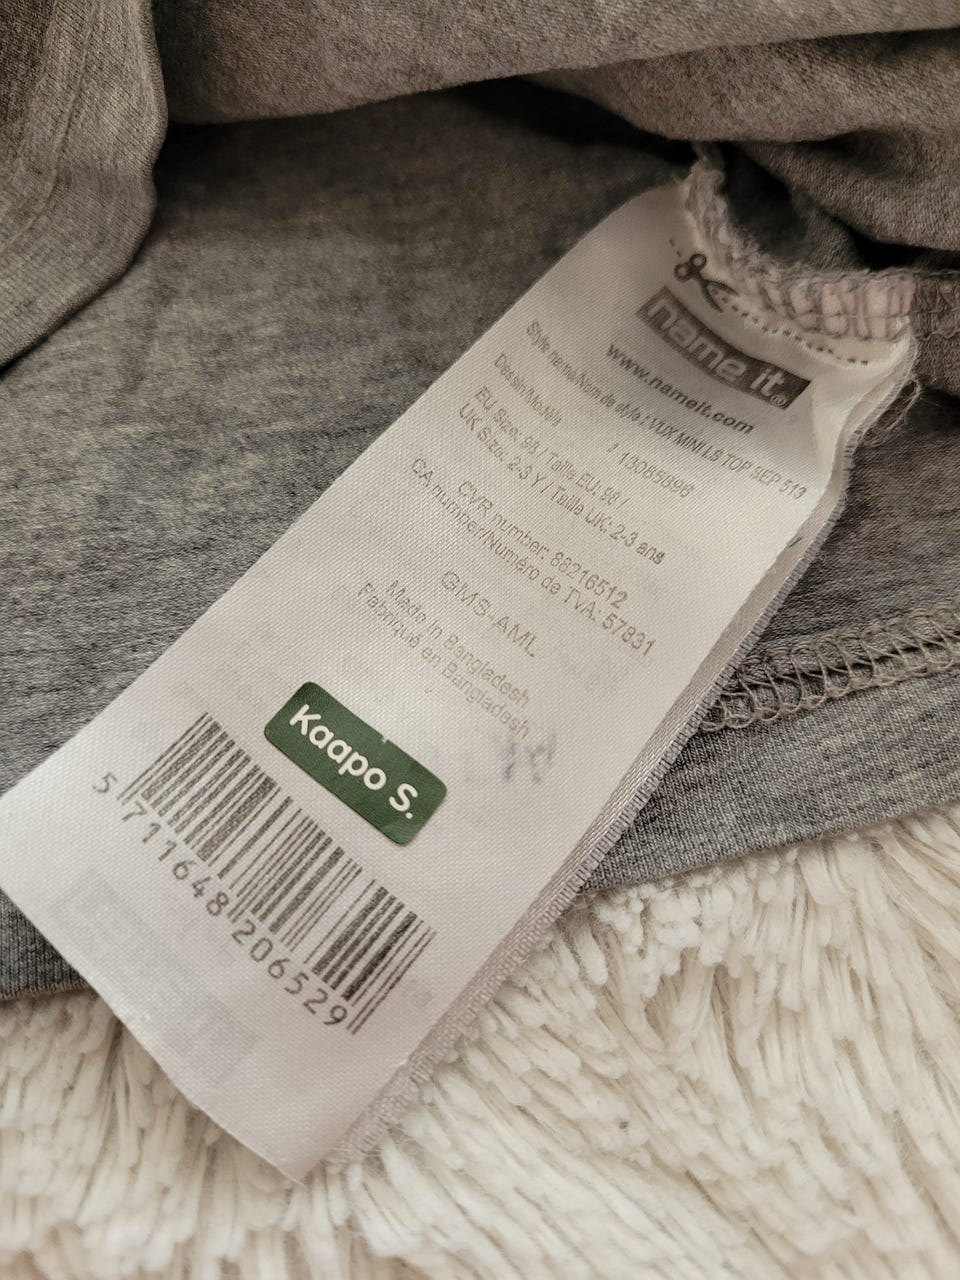 name it®
www.nameit.com
Style name/Nom de style : VUX MINI LS TOP SEP 513
Dessin/Modèle : 13085896
EU Size: 98 / Taille EU: 98 /
UK Size: 2-3 Y / Taille UK: 2-3 ans
CVR number: 88216512
CA number/Numéro de TVA: 57831
GMS-AML
Made In Bangladesh
Fabriqué en Bangladesh
Kaapo S.
5 711648 206529